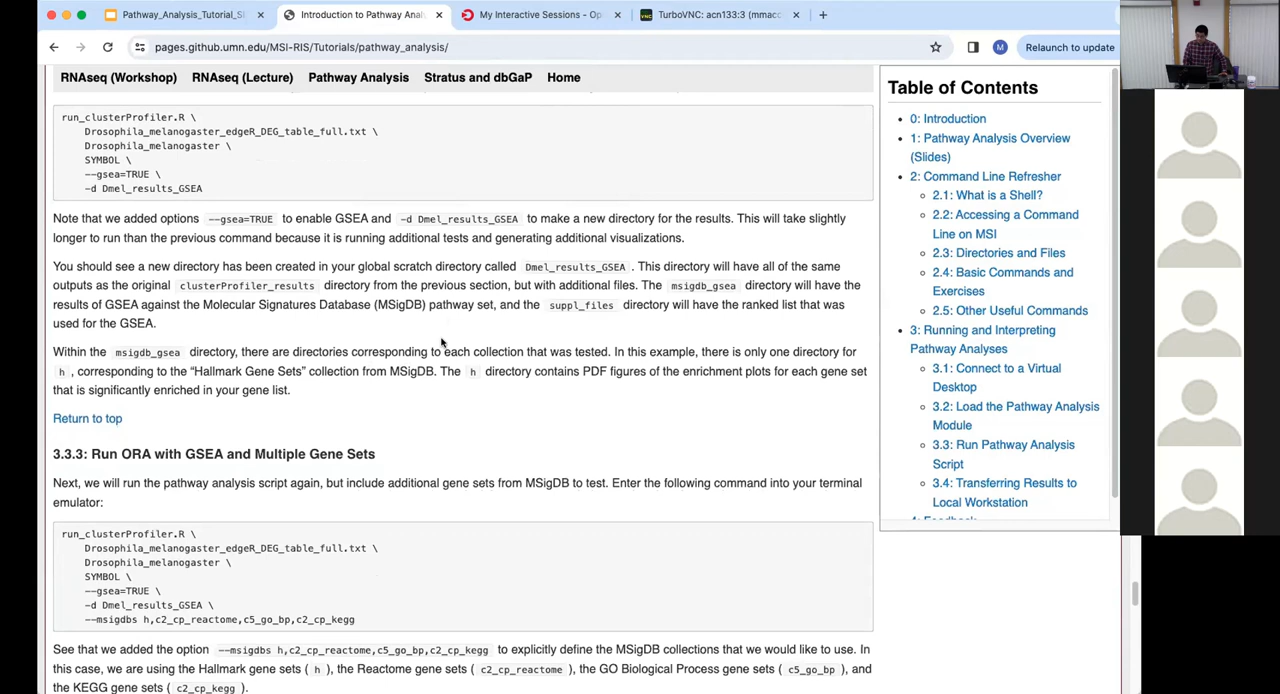 Pathway_Analysis_Tutorial_Si
Introduction to Pathway Anal
My Interactive Sessions - Op
TurboVNC: acn133:3 (mmacc
pages.github.umn.edu/MSI-RIS/Tutorials/pathway_analysis/
M
Relaunch to update
RNAseq (Workshop) RNAseq (Lecture) Pathway Analysis Stratus and dbGaP Home
run_clusterProfiler.R \
Drosophila_melanogaster_edgeR_DEG_table_full.txt \
Drosophila_melanogaster \
SYMBOL \
--gsea=TRUE \
-d Dmel_results_GSEA
Note that we added options --gsea=TRUE to enable GSEA and -d Dmel_results_GSEA to make a new directory for the results. This will take slightly
longer to run than the previous command because it is running additional tests and generating additional visualizations.
You should see a new directory has been created in your global scratch directory called Dmel_results_GSEA . This directory will have all of the same
outputs as the original clusterProfiler_results directory from the previous section, but with additional files. The msigdb_gsea directory will have the
results of GSEA against the Molecular Signatures Database (MSigDB) pathway set, and the suppl_files directory will have the ranked list that was
used for the GSEA.
Within the msigdb_gsea directory, there are directories corresponding to each collection that was tested. In this example, there is only one directory for
h , corresponding to the “Hallmark Gene Sets” collection from MSigDB. The h directory contains PDF figures of the enrichment plots for each gene set
that is significantly enriched in your gene list.
Return to top
3.3.3: Run ORA with GSEA and Multiple Gene Sets
Next, we will run the pathway analysis script again, but include additional gene sets from MSigDB to test. Enter the following command into your terminal
emulator:
run_clusterProfiler.R \
Drosophila_melanogaster_edgeR_DEG_table_full.txt \
Drosophila_melanogaster \
SYMBOL \
--gsea=TRUE \
-d Dmel_results_GSEA \
--msigdbs h,c2_cp_reactome,c5_go_bp,c2_cp_kegg
See that we added the option --msigdbs h,c2_cp_reactome,c5_go_bp,c2_cp_kegg to explicitly define the MSigDB collections that we would like to use. In
this case, we are using the Hallmark gene sets ( h ), the Reactome gene sets ( c2_cp_reactome ), the GO Biological Process gene sets ( c5_go_bp ), and
the KEGG gene sets ( c2_cp_kegg ).
Table of Contents
0: Introduction
1: Pathway Analysis Overview
(Slides)
2: Command Line Refresher
2.1: What is a Shell?
2.2: Accessing a Command
Line on MSI
2.3: Directories and Files
2.4: Basic Commands and
Exercises
2.5: Other Useful Commands
3: Running and Interpreting
Pathway Analyses
3.1: Connect to a Virtual
Desktop
3.2: Load the Pathway Analysis
Module
3.3: Run Pathway Analysis
Script
3.4: Transferring Results to
Local Workstation
4: Feedback